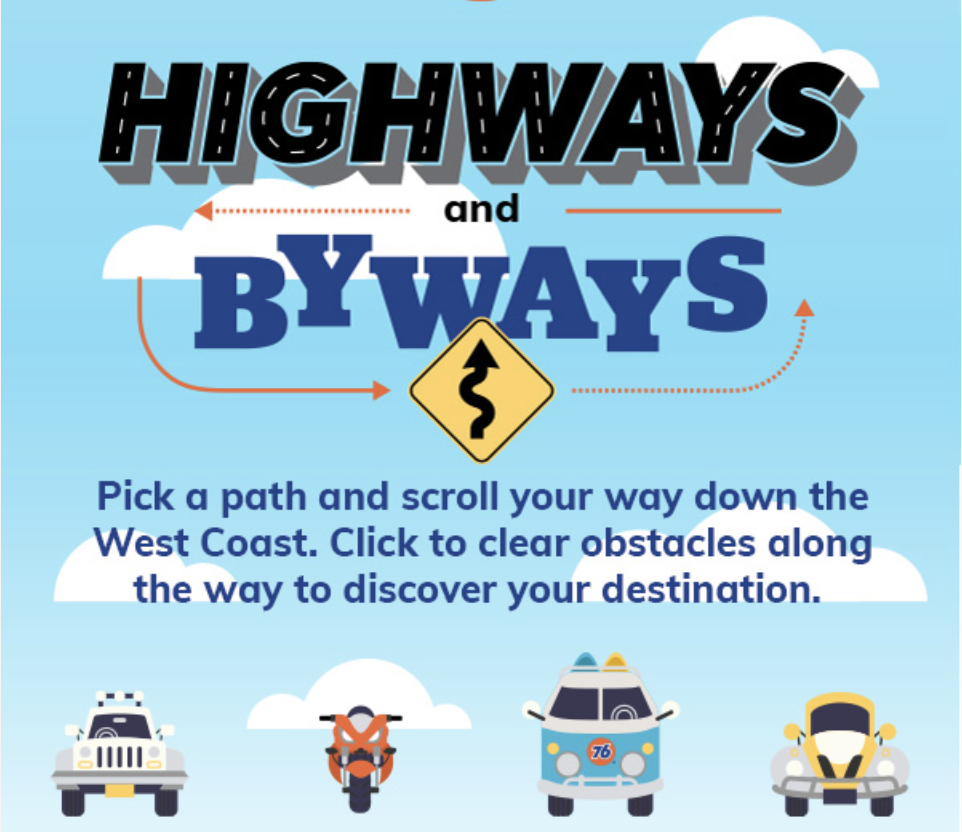 HIGHWAYS
and
BYWAYS
Pick a path and scroll your way down the
West Coast. Click to clear obstacles along
the way to discover your destination.
76